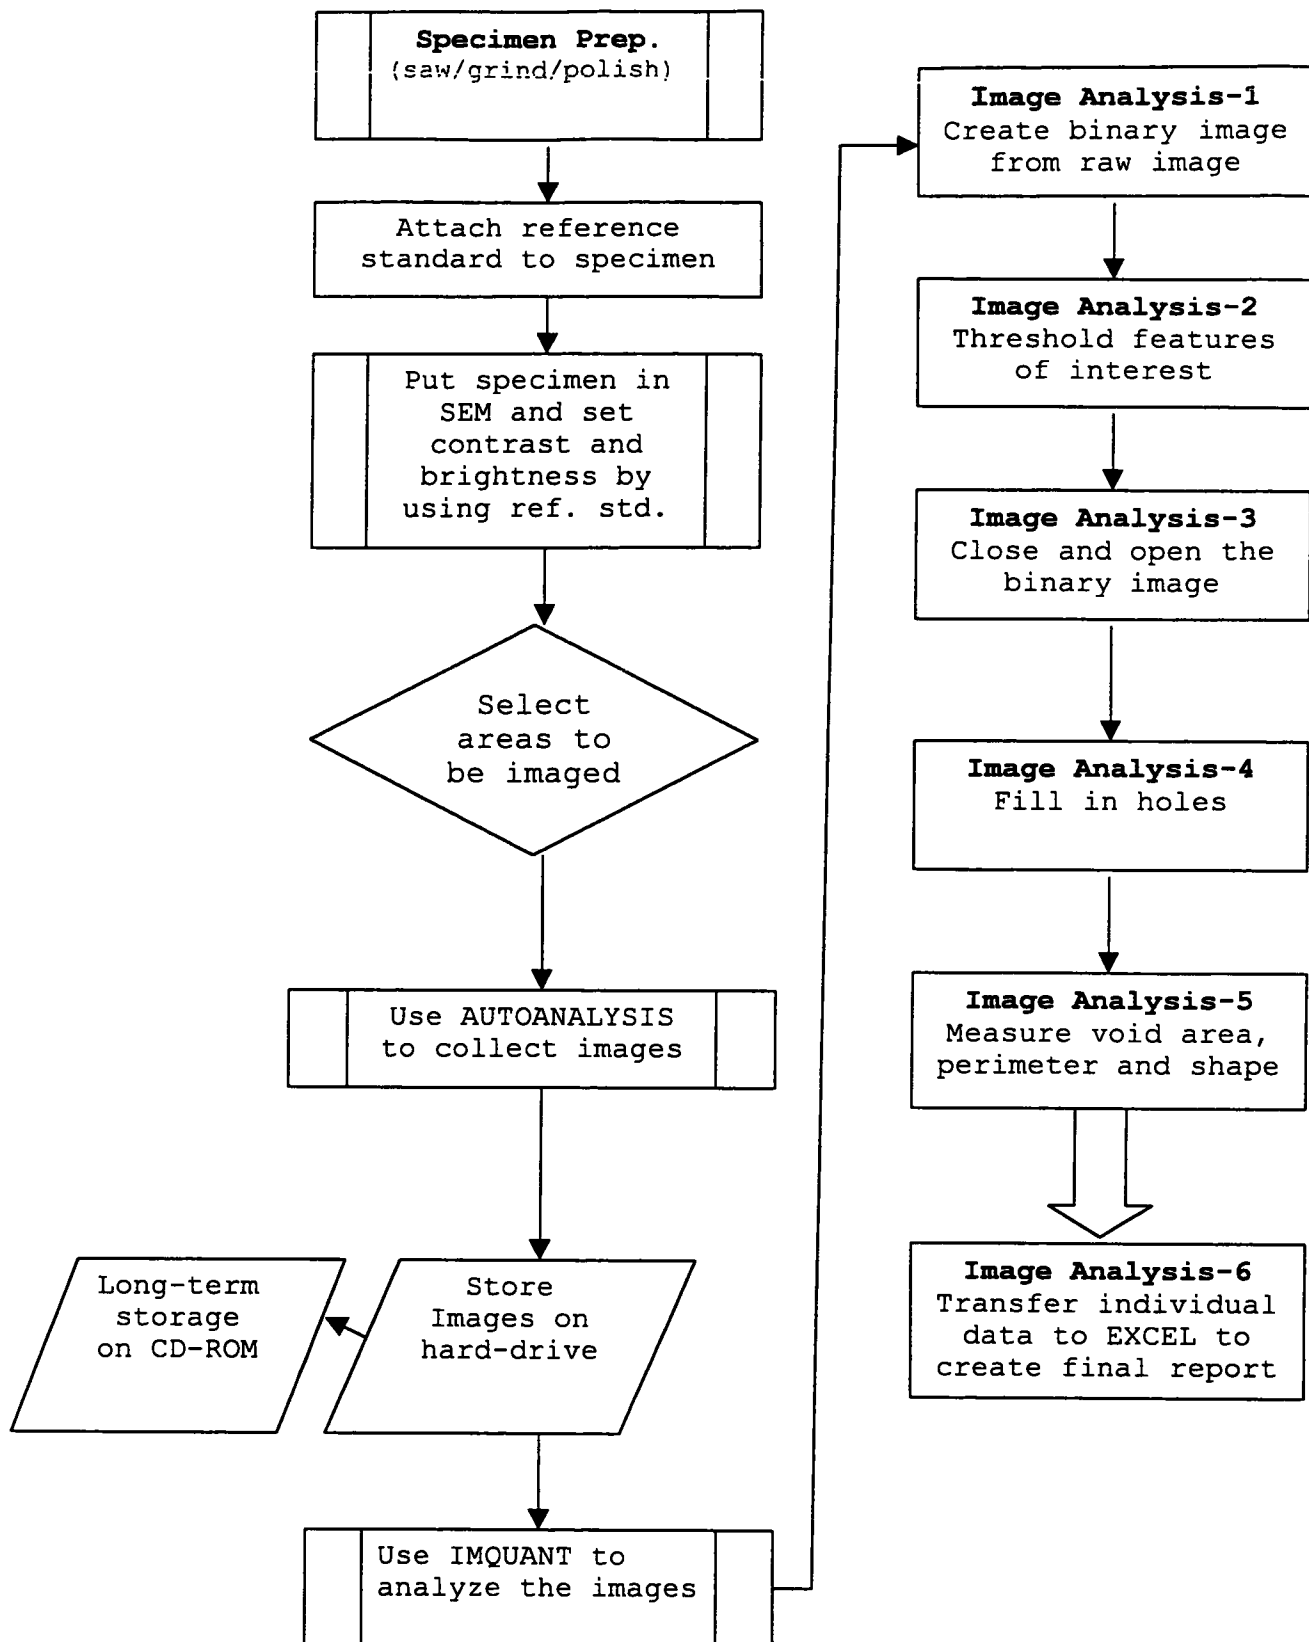 Specimen Prep.
(saw/grind/polish)
Attach reference
standard to specimen
Put specimen in
SEM and set
contrast and
brightness by
using ref. std.
Select
areas to
be imaged
Use AUTOANALYSIS
to collect images
Long-term
storage
on CD-ROM
Store
Images on
hard-drive
Use IMQUANT to
analyze the images
Image Analysis-1
Create binary image
from raw image
Image Analysis-2
Threshold features
of interest
Image Analysis-3
Close and open the
binary image
Image Analysis-4
Fill in holes
Image Analysis-5
Measure void area,
perimeter and shape
Image Analysis-6
Transfer individual
data to EXCEL to
create final report